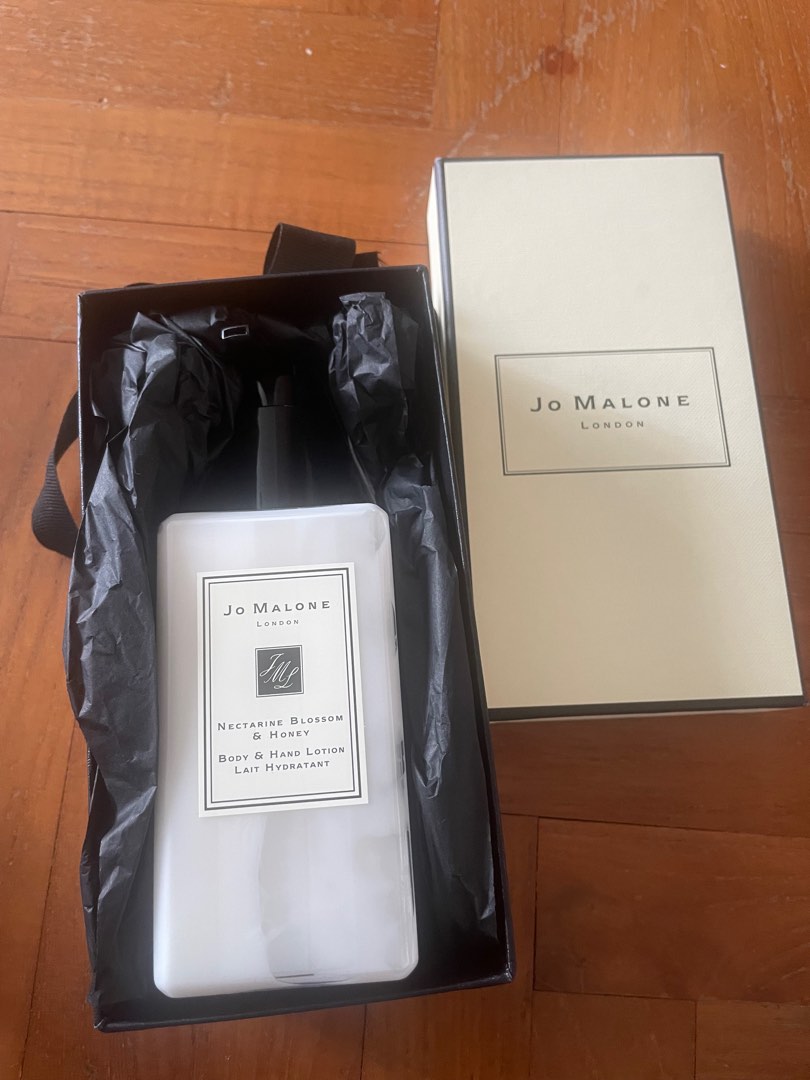 Jo Malone
London
Jo Malone
London
JML
Nectarine Blossom
& Honey
Body & Hand Lotion
Lait Hydratant